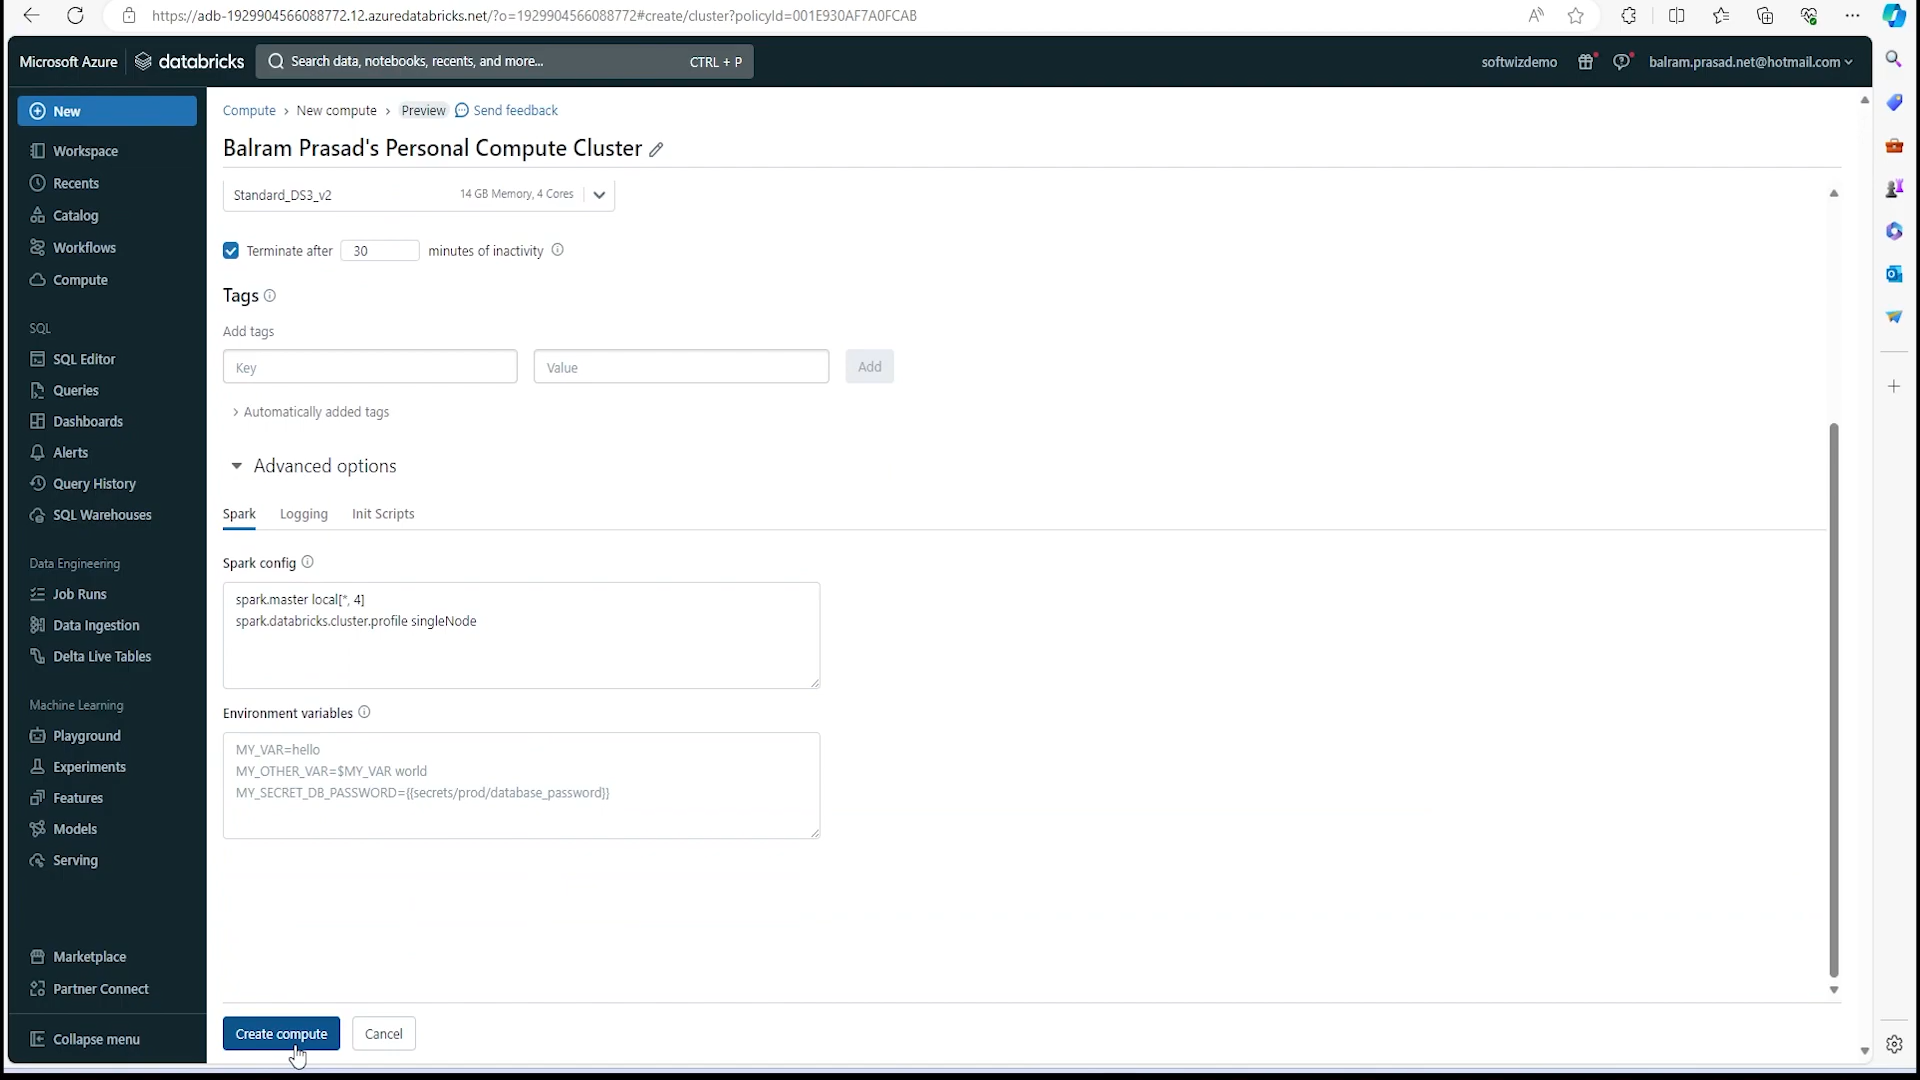 https://adb-1929904566088772.12.azuredatabricks.net/?o=1929904566088772#create/cluster?policyId=001E930AF7A0FCAB
Microsoft Azure databricks Search data, notebooks, recents, and more... CTRL + P softwizdemo balram.prasad.net@hotmail.com
New
Workspace
Recents
Catalog
Workflows
Compute
SQL
SQL Editor
Queries
Dashboards
Alerts
Query History
SQL Warehouses
Data Engineering
Job Runs
Data Ingestion
Delta Live Tables
Machine Learning
Playground
Experiments
Features
Models
Serving
Marketplace
Partner Connect
Collapse menu
Compute > New compute > Preview Send feedback
Balram Prasad's Personal Compute Cluster
Standard_DS3_v2 14 GB Memory, 4 Cores
Terminate after 30 minutes of inactivity
Tags
Add tags
Key Value Add
> Automatically added tags
Advanced options
Spark Logging Init Scripts
Spark config
spark.master local[*, 4]
spark.databricks.cluster.profile singleNode
Environment variables
MY_VAR=hello
MY_OTHER_VAR=$MY_VAR world
MY_SECRET_DB_PASSWORD={{secrets/prod/database_password}}
Create compute Cancel